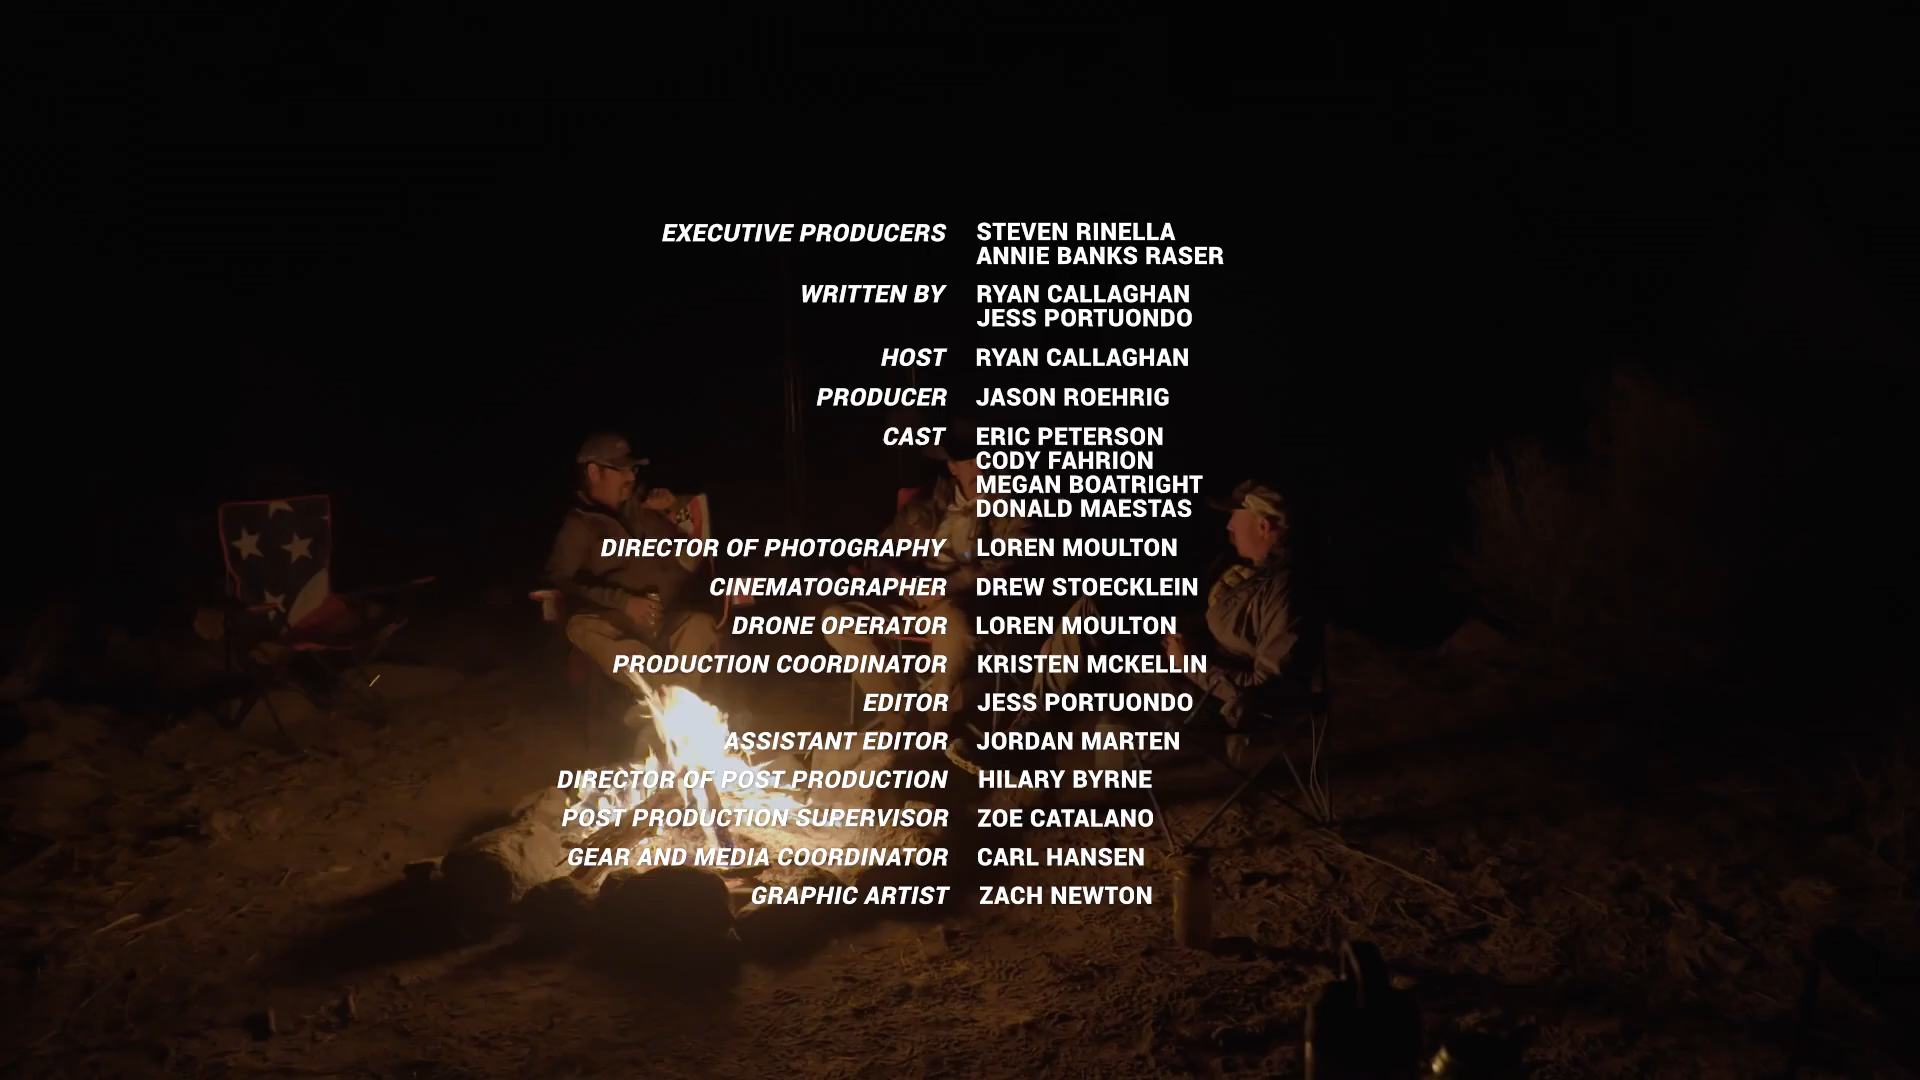 EXECUTIVE PRODUCERS STEVEN RINELLA
ANNIE BANKS RASER
WRITTEN BY RYAN CALLAGHAN
JESS PORTUONDO
HOST RYAN CALLAGHAN
PRODUCER JASON ROEHRIG
CAST ERIC PETERSON
CODY FAHRION
MEGAN BOATRIGHT
DONALD MAESTAS
DIRECTOR OF PHOTOGRAPHY LOREN MOULTON
CINEMATOGRAPHER DREW STOECKLEIN
DRONE OPERATOR LOREN MOULTON
PRODUCTION COORDINATOR KRISTEN MCKELLIN
EDITOR JESS PORTUONDO
ASSISTANT EDITOR JORDAN MARTEN
DIRECTOR OF POST PRODUCTION HILARY BYRNE
POST PRODUCTION SUPERVISOR ZOE CATALANO
GEAR AND MEDIA COORDINATOR CARL HANSEN
GRAPHIC ARTIST ZACH NEWTON